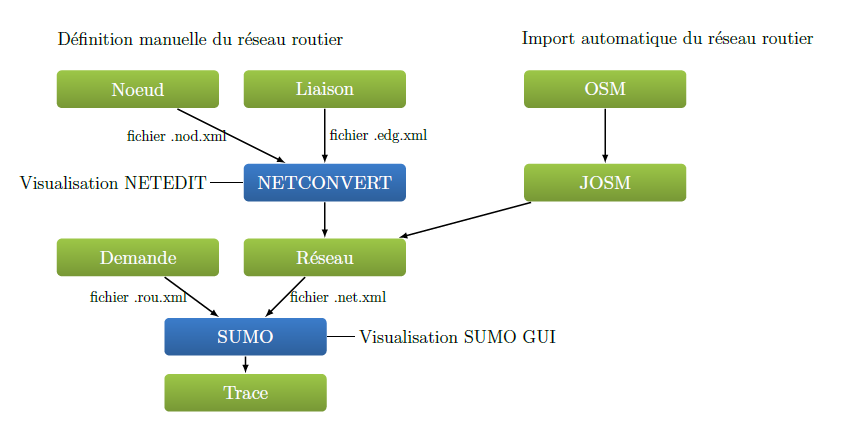 Définition manuelle du réseau routier
Import automatique du réseau routier
Noeud
Liaison
OSM
fichier .nod.xml
fichier .edg.xml
Visualisation NETEDIT
NETCONVERT
JOSM
Demande
Réseau
fichier .rou.xml
fichier .net.xml
SUMO
Visualisation SUMO GUI
Trace